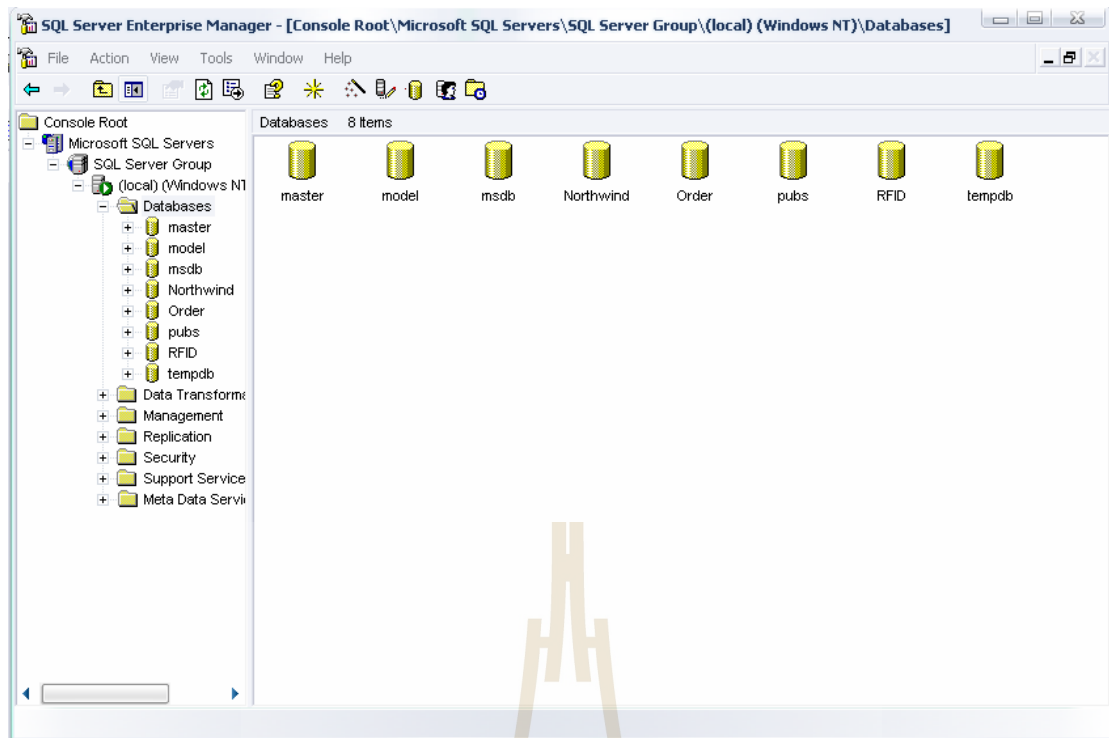 SQL Server Enterprise Manager - [Console Root\Microsoft SQL Servers\SQL Server Group\(local) (Windows NT)\Databases]
File Action View Tools Window Help
Console Root
Microsoft SQL Servers
SQL Server Group
(local) (Windows NT
Databases
master
model
msdb
Northwind
Order
pubs
RFID
tempdb
Data Transforma
Management
Replication
Security
Support Service
Meta Data Servi
Databases 8 Items
master model msdb Northwind Order pubs RFID tempdb